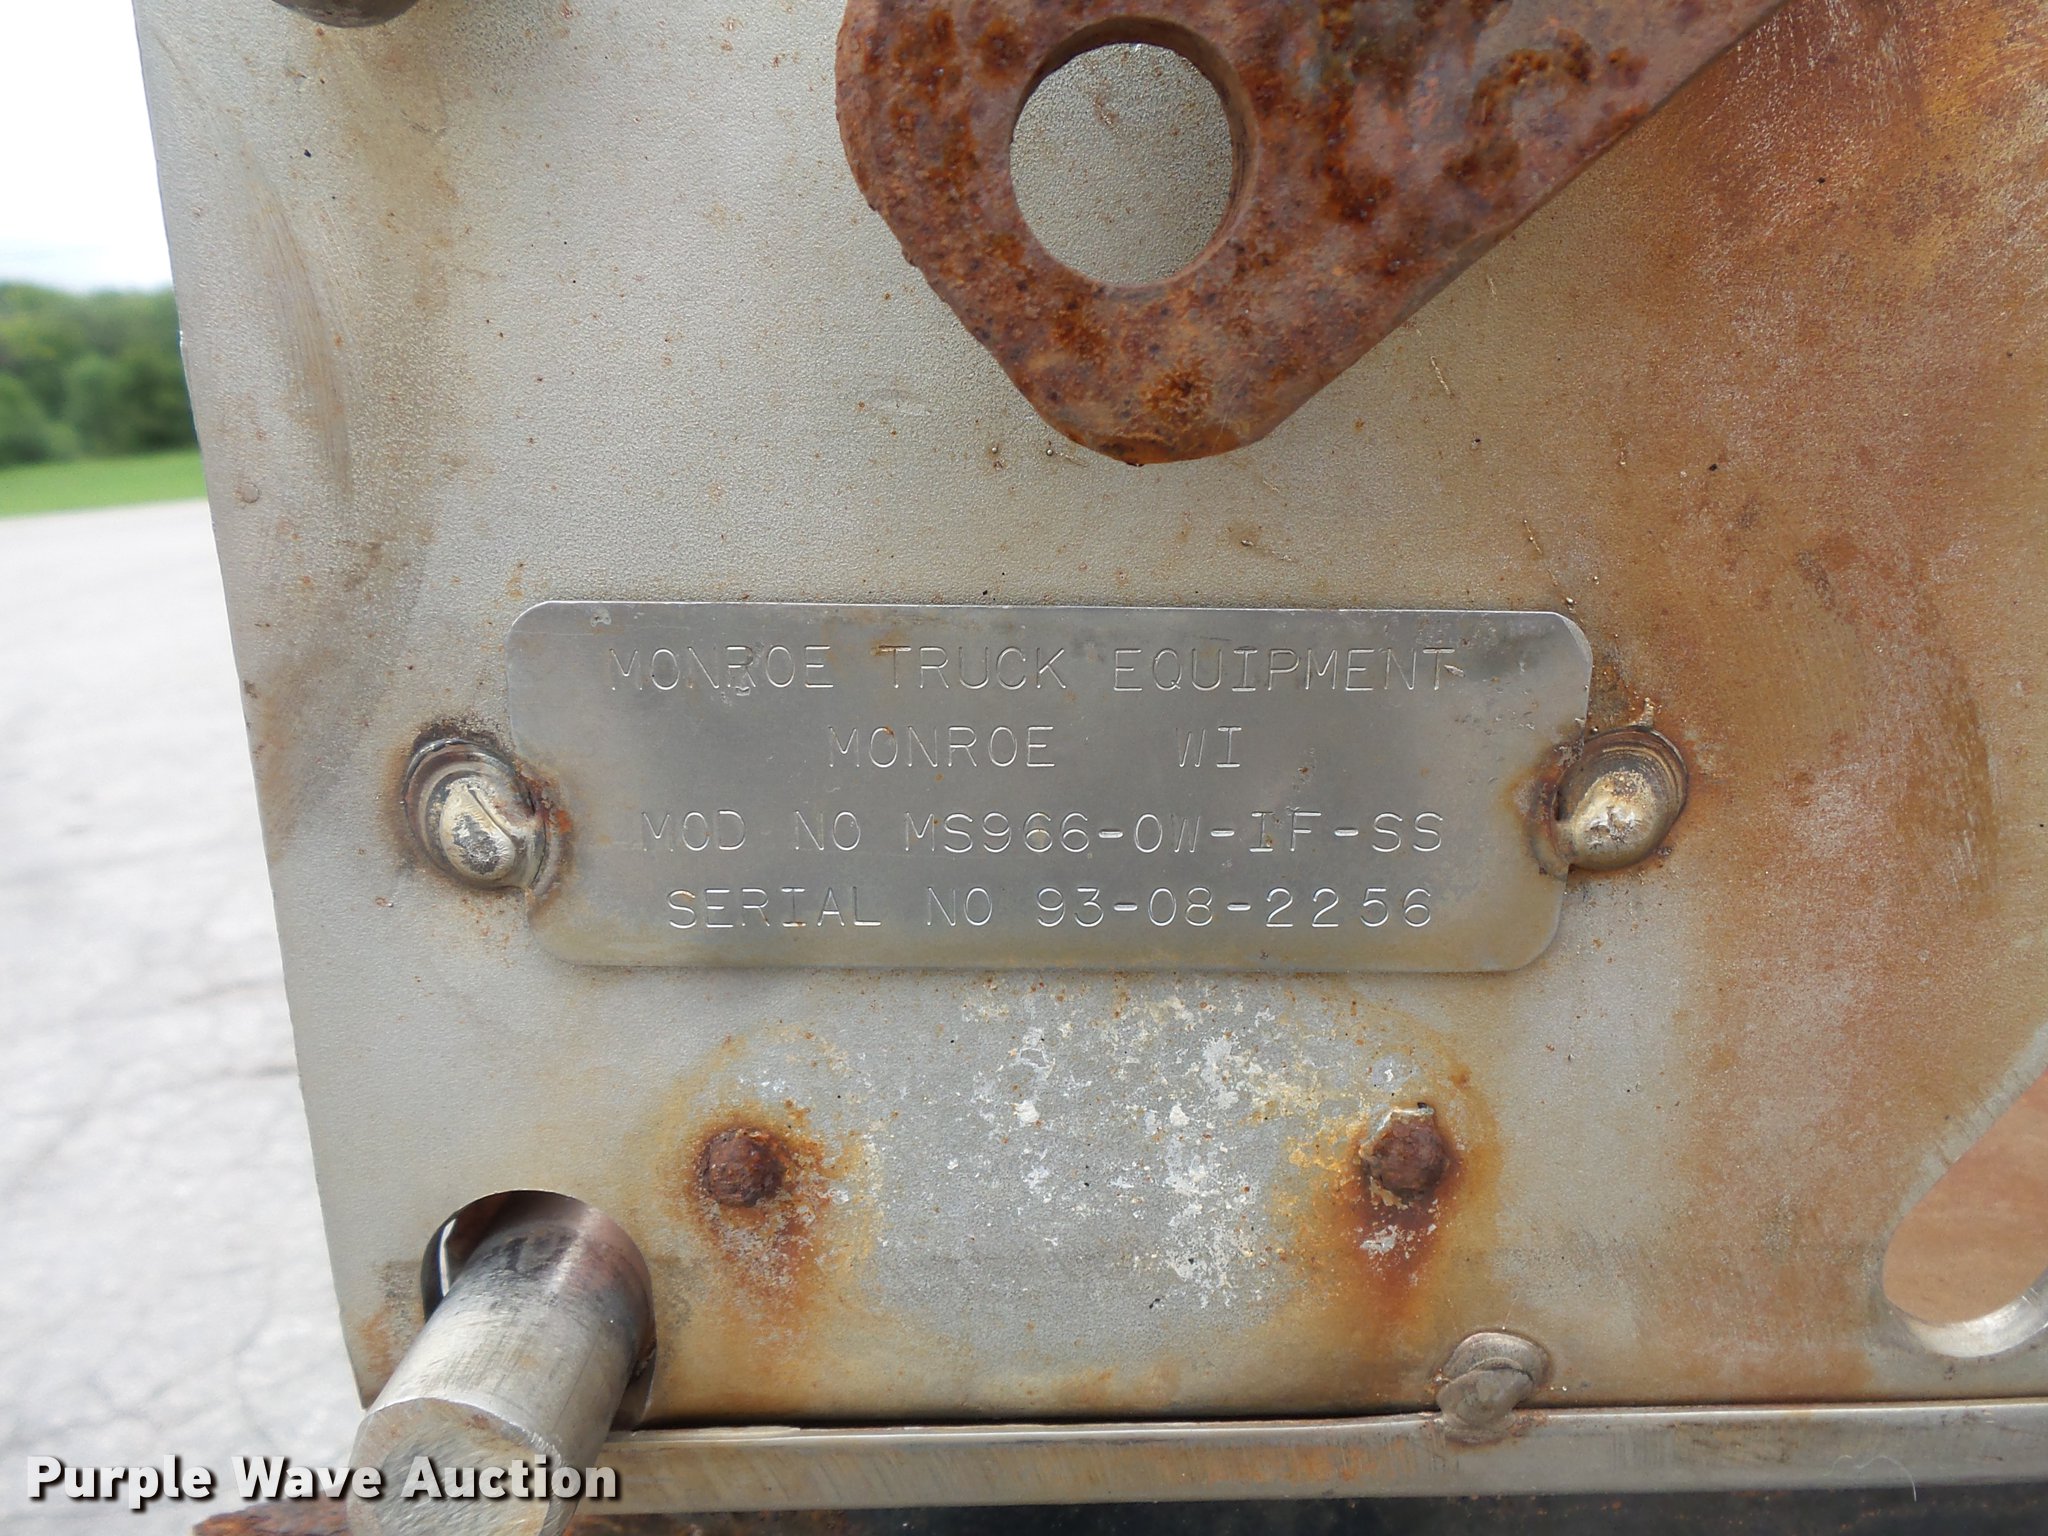 MONROE TRUCK EQUIPMENT
MONROE WI
MOD NO MS966-OW-IF-SS
SERIAL NO 93-08-2256
Purple Wave Auction